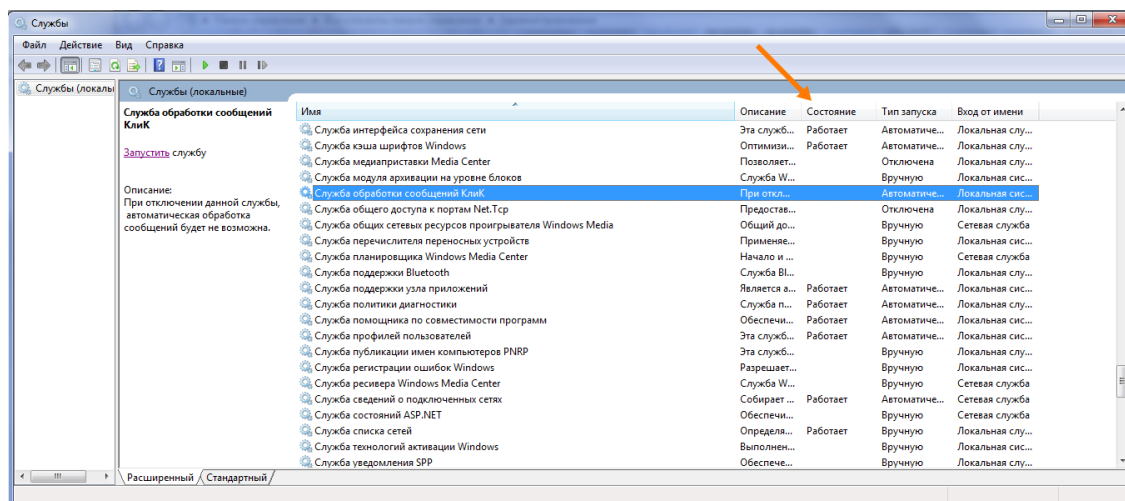 Службы
Файл Действие Вид Справка
Службы (локалы
Службы (локальные)
Служба обработки сообщений
КлиК
Запустить службу
Описание:
При отключении данной службы,
автоматическая обработка
сообщений будет не возможна.
Имя Описание Состояние Тип запуска Вход от имени
Служба интерфейса сохранения сети Эта служб... Работает Автоматиче... Локальная слу...
Служба кэша шрифтов Windows Оптимизи... Работает Автоматиче... Локальная слу...
Служба медиаприставки Media Center Позволяет... Отключена Локальная слу...
Служба модуля архивации на уровне блоков Служба W... Вручную Локальная сис...
Служба обработки сообщений КлиК При откл... Автоматиче... Локальная сис...
Служба общего доступа к портам Net.Tcp Предостав... Отключена Локальная слу...
Служба общих сетевых ресурсов проигрывателя Windows Media Общий до... Вручную Сетевая служба
Служба перечислителя переносных устройств Применяе... Вручную Локальная сис...
Служба планировщика Windows Media Center Начало и ... Вручную Сетевая служба
Служба поддержки Bluetooth Служба Bl... Вручную Локальная слу...
Служба поддержки узла приложений Является а... Работает Автоматиче... Локальная сис...
Служба политики диагностики Служба п... Работает Автоматиче... Локальная слу...
Служба помощника по совместимости программ Обеспечи... Работает Автоматиче... Локальная сис...
Служба профилей пользователей Эта служб... Работает Автоматиче... Локальная сис...
Служба публикации имен компьютеров PNRP Эта служб... Вручную Локальная слу...
Служба регистрации ошибок Windows Разрешает... Вручную Локальная сис...
Служба ресивера Windows Media Center Служба W... Вручную Сетевая служба
Служба сведений о подключенных сетях Собирает ... Работает Автоматиче... Сетевая служба
Служба состояний ASP.NET Обеспечи... Вручную Сетевая служба
Служба списка сетей Определя... Работает Вручную Локальная слу...
Служба технологий активации Windows Выполнен... Вручную Локальная сис...
Служба уведомления SPP Обеспече... Вручную Локальная слу...
Расширенный Стандартный